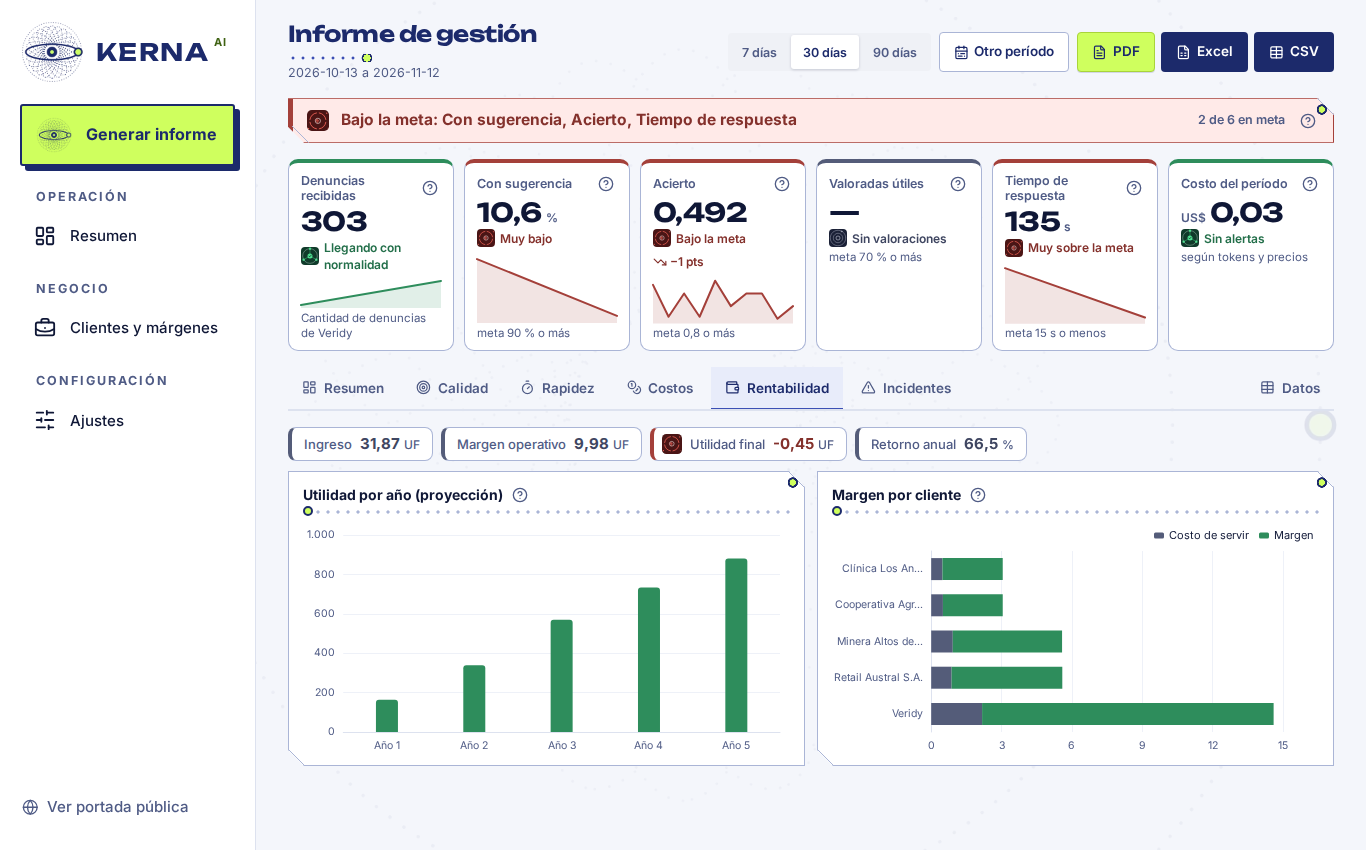 KERNA AI
Generar informe
OPERACIÓN
Resumen
NEGOCIO
Clientes y márgenes
CONFIGURACIÓN
Ajustes
Ver portada pública
Informe de gestión
2026-10-13 a 2026-11-12
7 días
30 días
90 días
Otro período
PDF
Excel
CSV
Bajo la meta: Con sugerencia, Acierto, Tiempo de respuesta
2 de 6 en meta
Denuncias
recibidas
303
Llegando con
normalidad
Cantidad de denuncias
de Veridy
Con sugerencia
10,6 %
Muy bajo
meta 90 % o más
Acierto
0,492
Bajo la meta
−1 pts
meta 0,8 o más
Valoradas útiles
—
Sin valoraciones
meta 70 % o más
Tiempo de
respuesta
135 s
Muy sobre la meta
meta 15 s o menos
Costo del período
US$ 0,03
Sin alertas
según tokens y precios
Resumen
Calidad
Rapidez
Costos
Rentabilidad
Incidentes
Datos
Ingreso 31,87 UF
Margen operativo 9,98 UF
Utilidad final -0,45 UF
Retorno anual 66,5 %
Utilidad por año (proyección)
1.000
800
600
400
200
0
Año 1
Año 2
Año 3
Año 4
Año 5
Margen por cliente
Costo de servir
Margen
Clínica Los An...
Cooperativa Agr...
Minera Altos de...
Retail Austral S.A.
Veridy
0
3
6
9
12
15